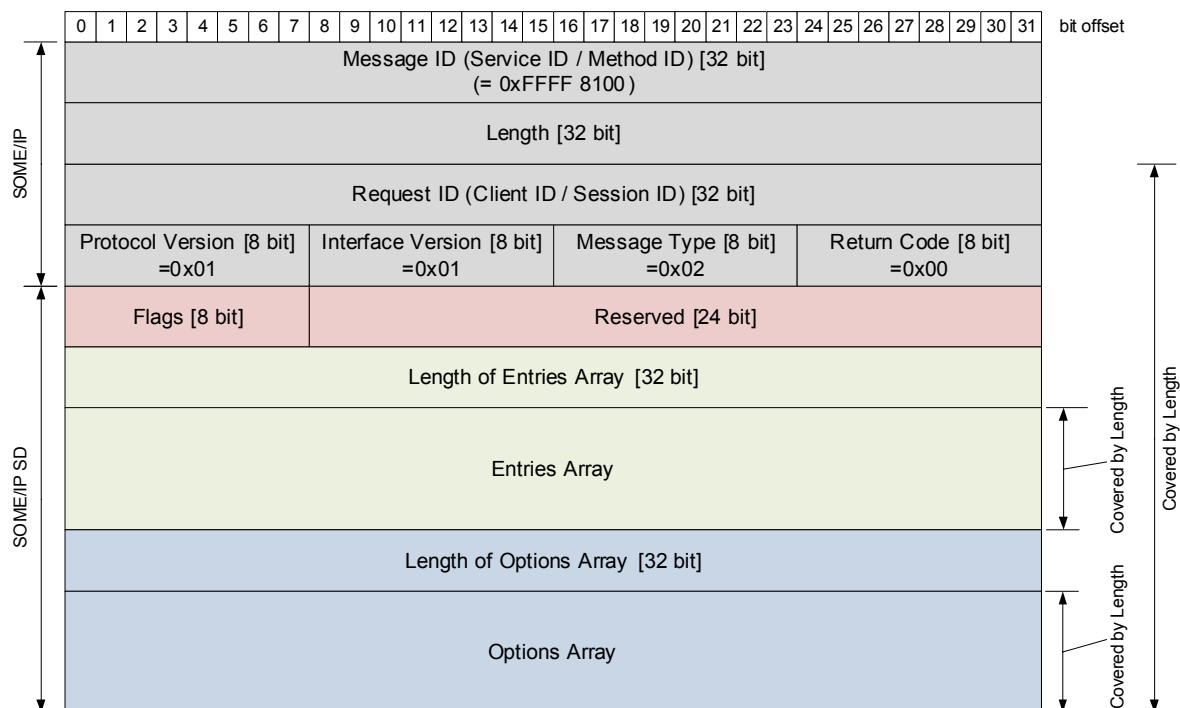 0 1 2 3 4 5 6 7 8 9 10 11 12 13 14 15 16 17 18 19 20 21 22 23 24 25 26 27 28 29 30 31 bit offset
SOME/IP
Message ID (Service ID / Method ID) [32 bit]
(= 0xFFFF 8100)
Length [32 bit]
Request ID (Client ID / Session ID) [32 bit]
Protocol Version [8 bit] Interface Version [8 bit] Message Type [8 bit] Return Code [8 bit]
=0x01 =0x01 =0x02 =0x00
SOME/IP SD
Flags [8 bit] Reserved [24 bit]
Length of Entries Array [32 bit]
Entries Array
Covered by Length
Length of Options Array [32 bit]
Options Array
Covered by Length
Covered by Length